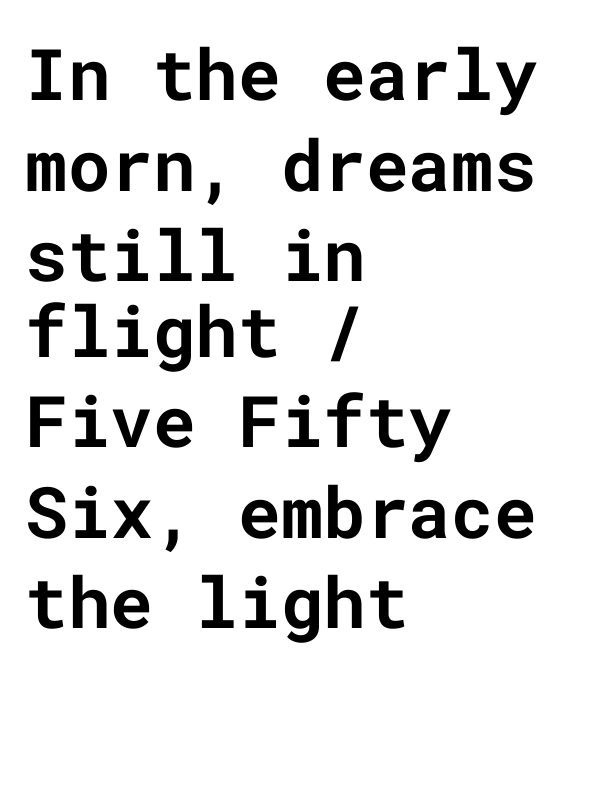 In the early
morn, dreams
still in
flight /
Five Fifty
Six, embrace
the light